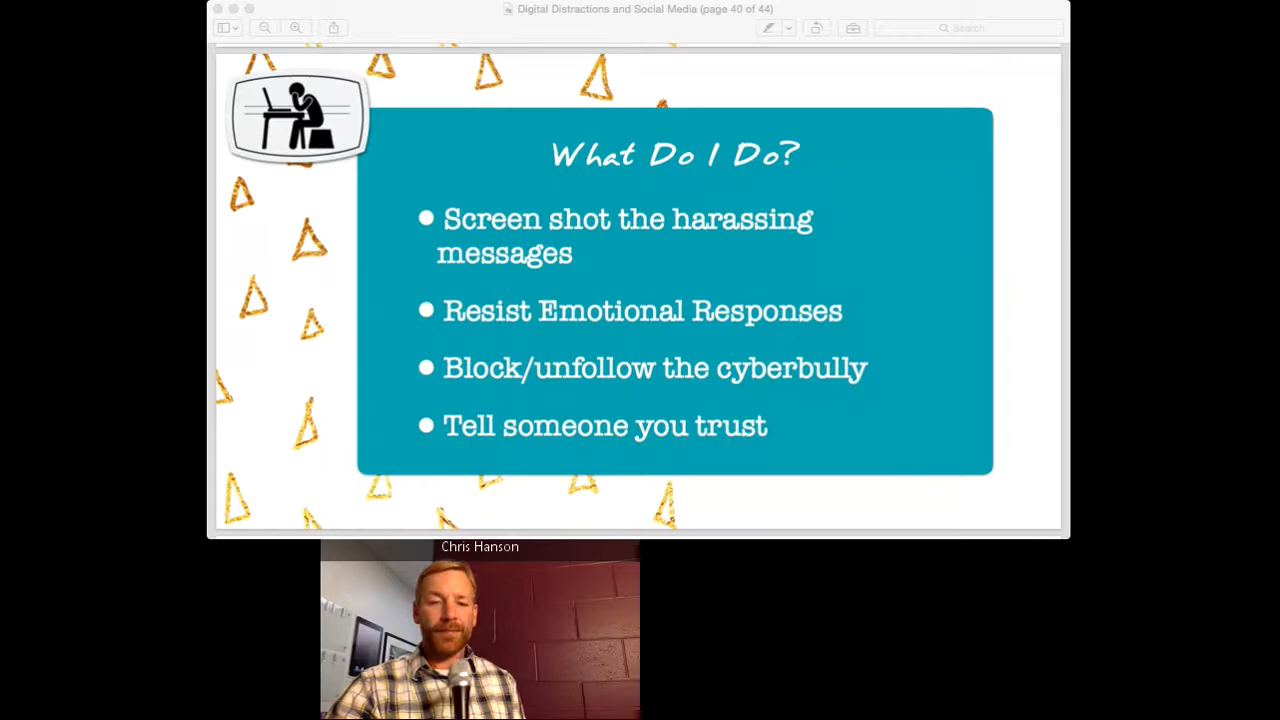 Digital Distractions and Social Media (page 40 of 44)
Search
What Do I Do?
● Screen shot the harassing
messages
● Resist Emotional Responses
● Block/unfollow the cyberbully
● Tell someone you trust
Chris Hanson